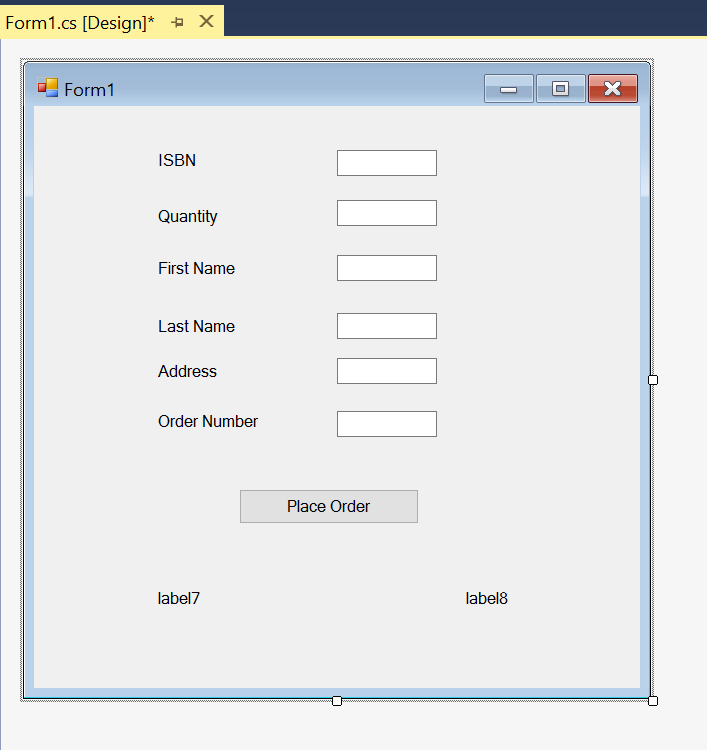 Form1.cs [Design]*
Form1
ISBN
Quantity
First Name
Last Name
Address
Order Number
Place Order
label7 label8